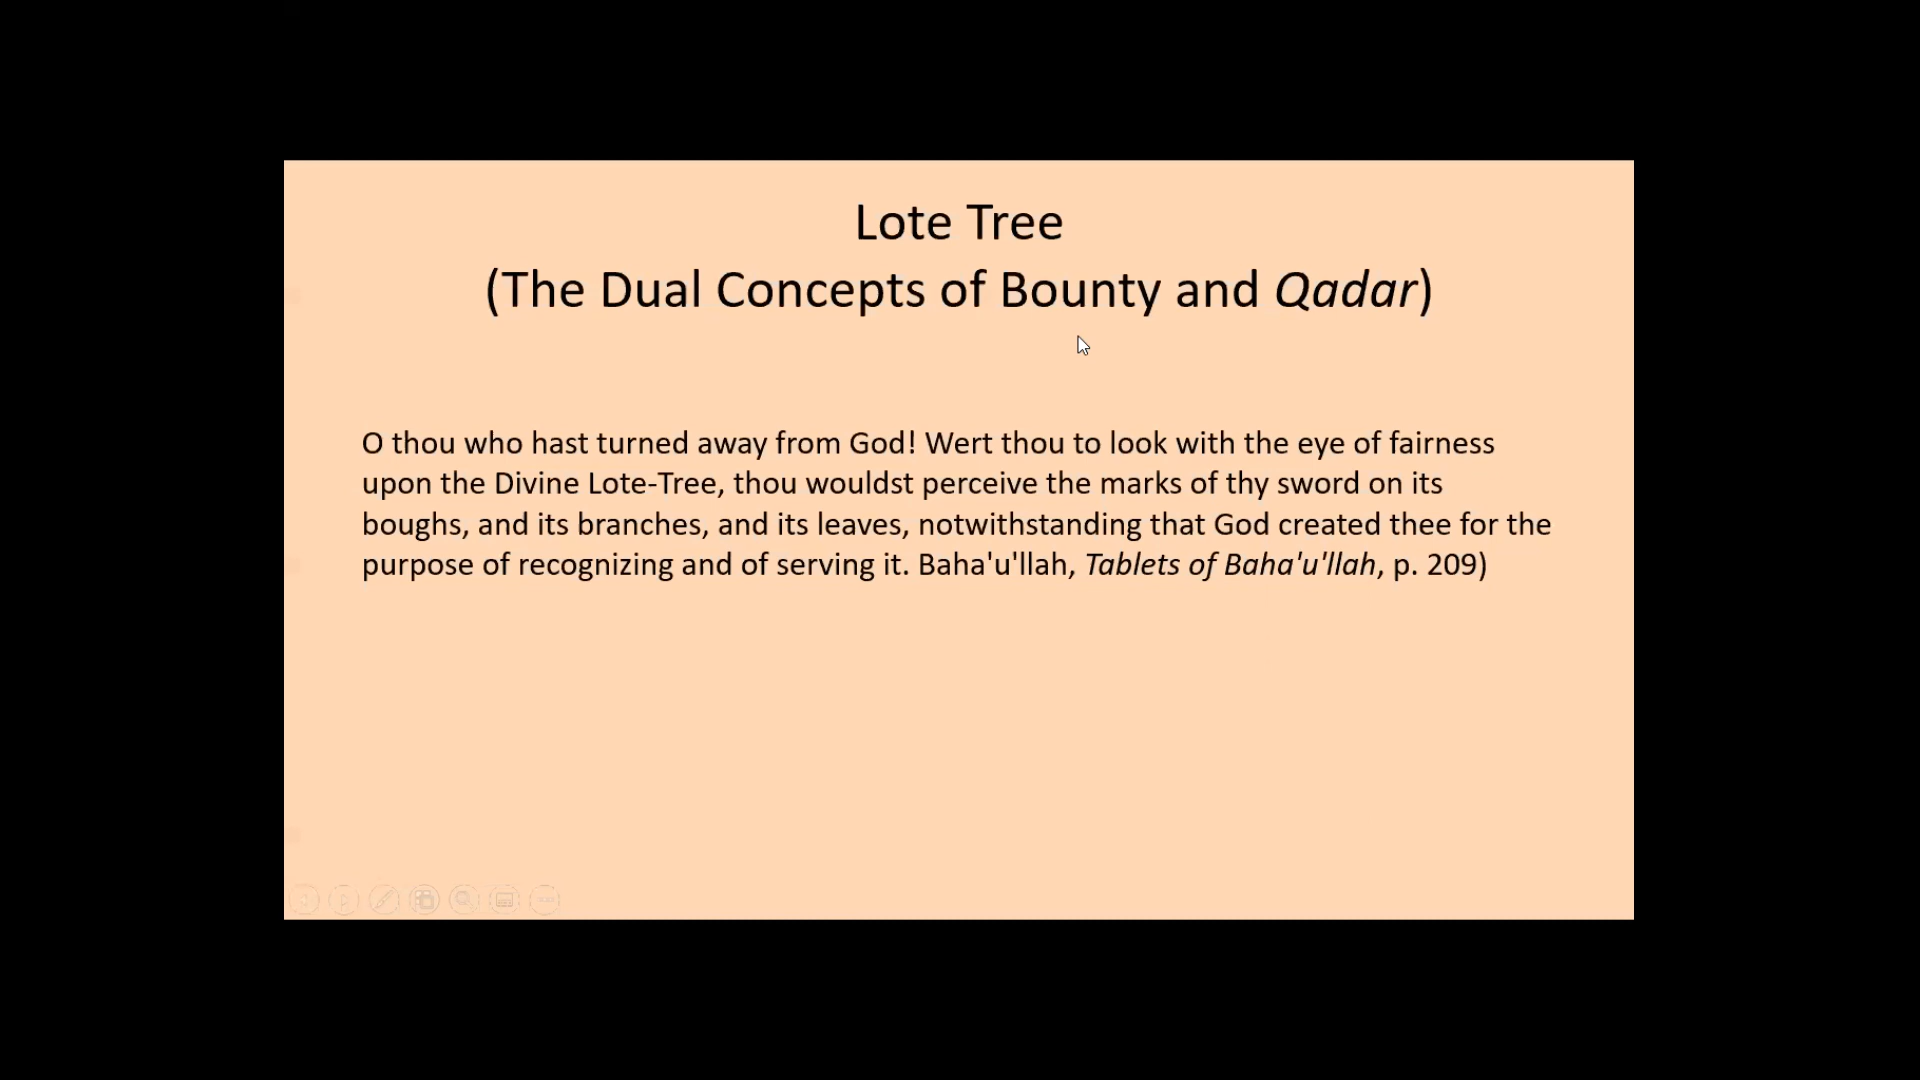 Lote Tree
(The Dual Concepts of Bounty and Qadar)
O thou who hast turned away from God! Wert thou to look with the eye of fairness
upon the Divine Lote-Tree, thou wouldst perceive the marks of thy sword on its
boughs, and its branches, and its leaves, notwithstanding that God created thee for the
purpose of recognizing and of serving it. Baha'u'llah, Tablets of Baha'u'llah, p. 209)